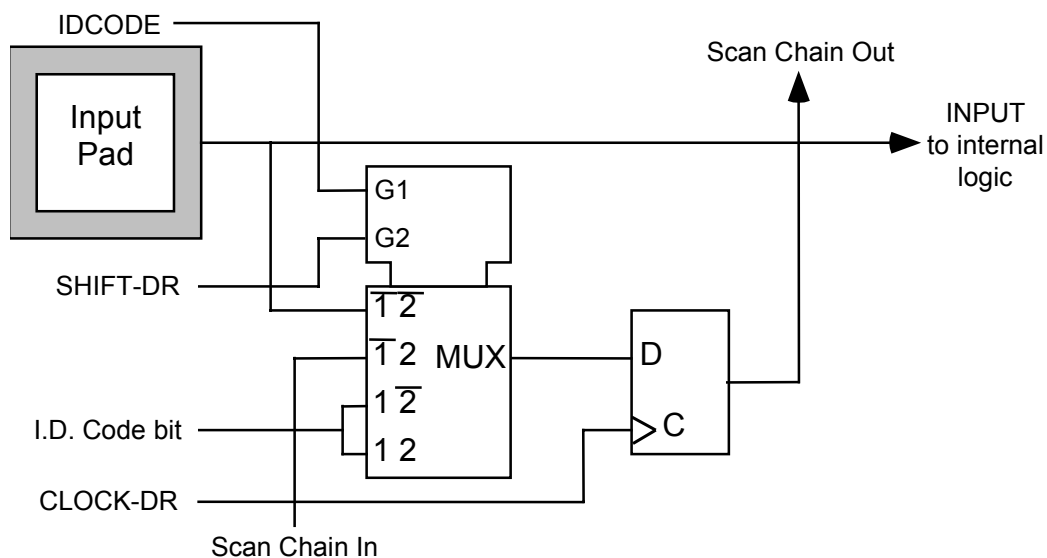 IDCODE
Scan Chain Out
Input
Pad
INPUT
to internal
logic
G1
G2
SHIFT-DR
1̅ 2̅
1̅ 2
MUX
D
1 2̅
I.D. Code bit
C
1 2
CLOCK-DR
Scan Chain In